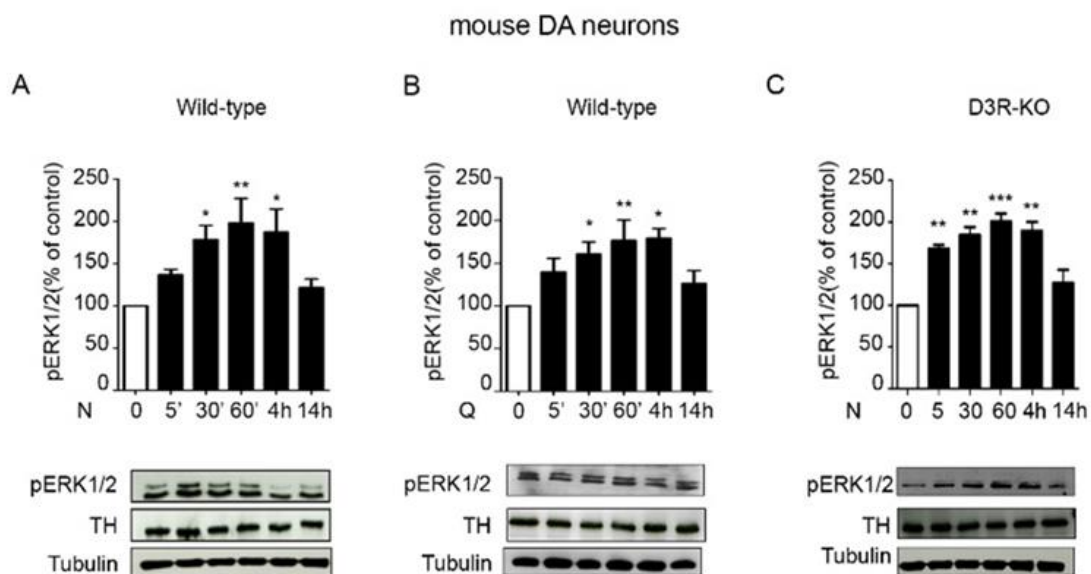 mouse DA neurons
A
Wild-type
pERK1/2(% of control)
250
200
150
100
50
0
* ** *
N 0 5' 30' 60' 4h 14h
pERK1/2
TH
Tubulin
B
Wild-type
pERK1/2(% of control)
250
200
150
100
50
0
* ** *
Q 0 5' 30' 60' 4h 14h
pERK1/2
TH
Tubulin
C
D3R-KO
pERK1/2(% of control)
250
200
150
100
50
0
** ** *** **
N 0 5 30 60 4h 14h
pERK1/2
TH
Tubulin